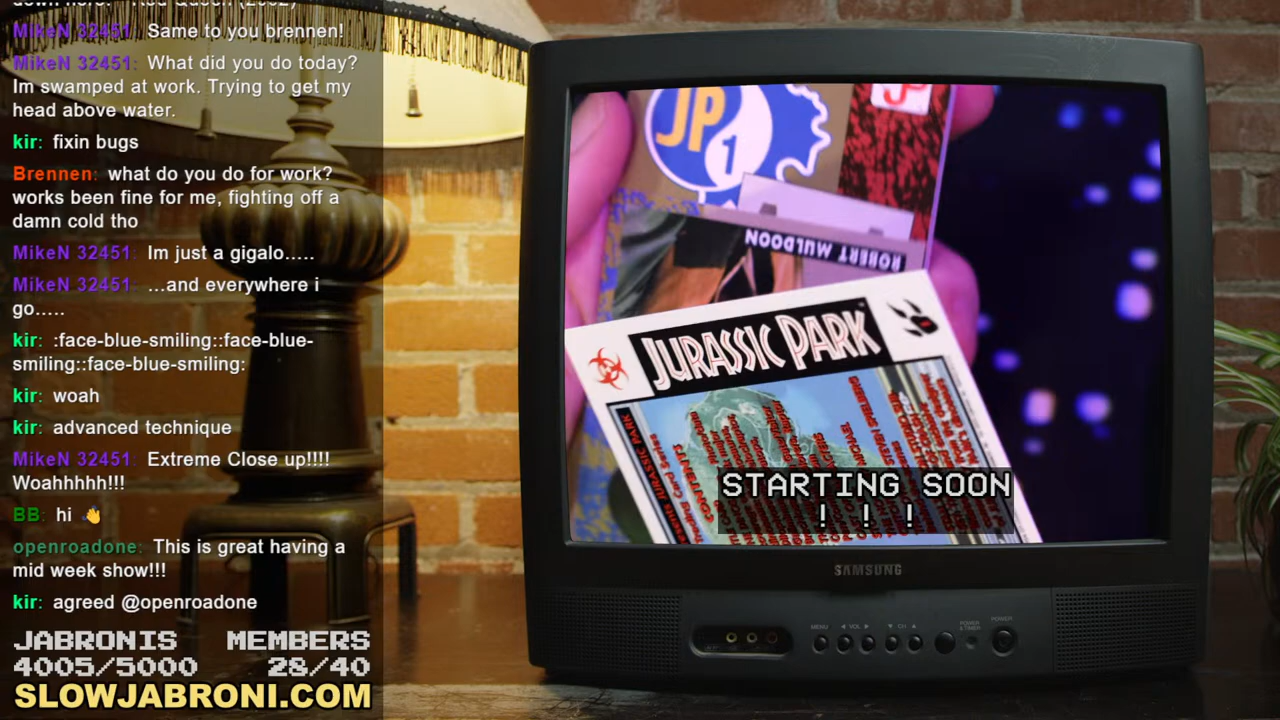 MikeN 32451: Same to you brennen!
MikeN 32451: What did you do today?
Im swamped at work. Trying to get my
head above water.
kir: fixin bugs
Brennen: what do you do for work?
works been fine for me, fighting off a
damn cold tho
MikeN 32451: Im just a gigalo.....
MikeN 32451: ...and everywhere i
go.....
kir: :face-blue-smiling::face-blue-
smiling::face-blue-smiling:
kir: woah
kir: advanced technique
MikeN 32451: Extreme Close up!!!!
Woahhhhh!!!
BB: hi 👋
openroadone: This is great having a
mid week show!!!
kir: agreed @openroadone
JABRONIS MEMBERS
4005/5000 28/40
SLOWJABRONI.COM
JP
1
ROBERT MULDOON
JURASSIC PARK
JURASSIC PARK
CONTENTS
STARTING SOON
! ! !
SAMSUNG
MENU ◀ VOL ▶ ▼ CH ▲ POWER